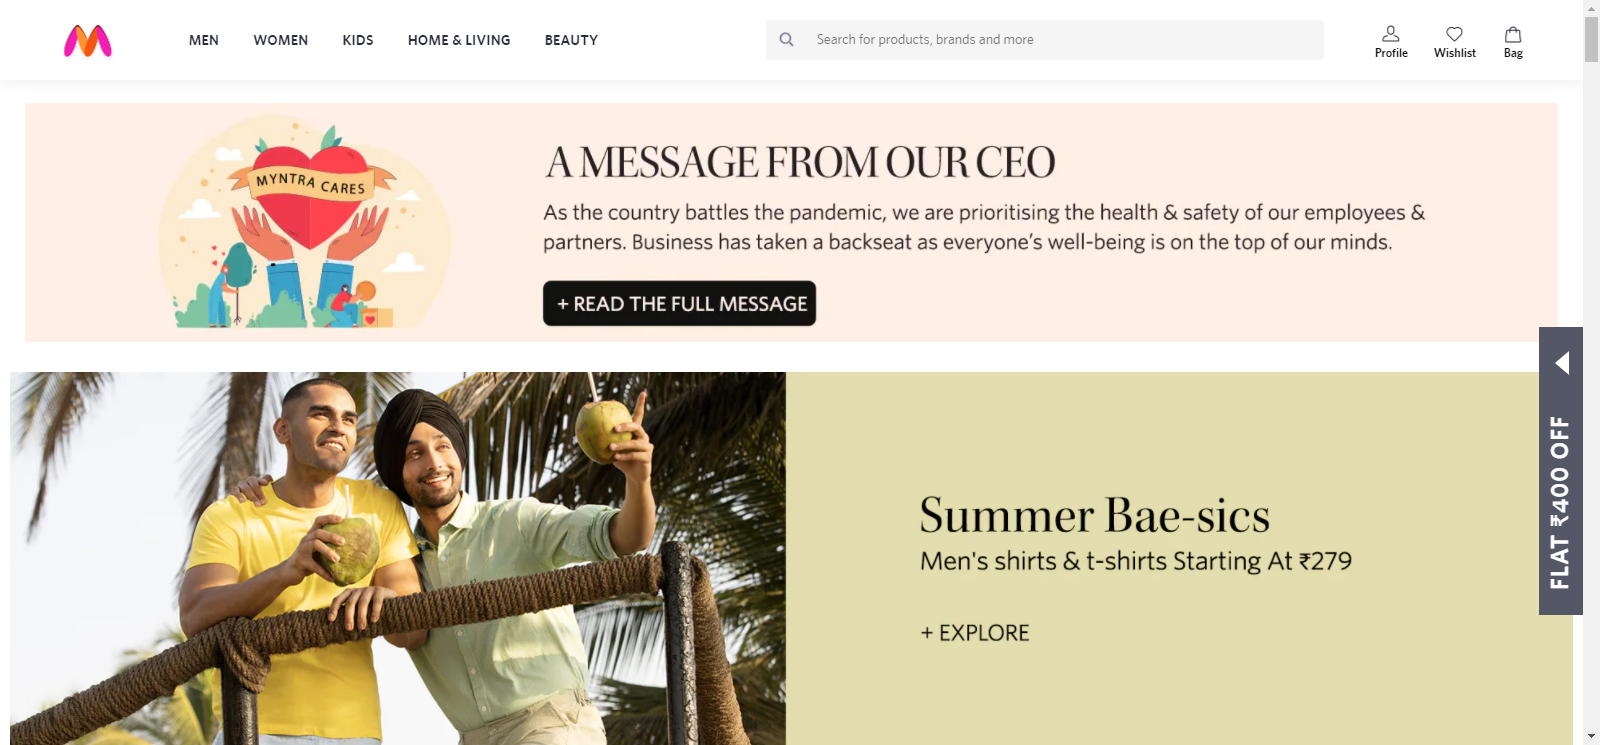 MEN WOMEN KIDS HOME & LIVING BEAUTY Search for products, brands and more Profile Wishlist Bag
MYNTRA CARES
A MESSAGE FROM OUR CEO
As the country battles the pandemic, we are prioritising the health & safety of our employees &
partners. Business has taken a backseat as everyone's well-being is on the top of our minds.
+ READ THE FULL MESSAGE
Summer Bae-sics
Men's shirts & t-shirts Starting At ₹279
+ EXPLORE
FLAT ₹400 OFF